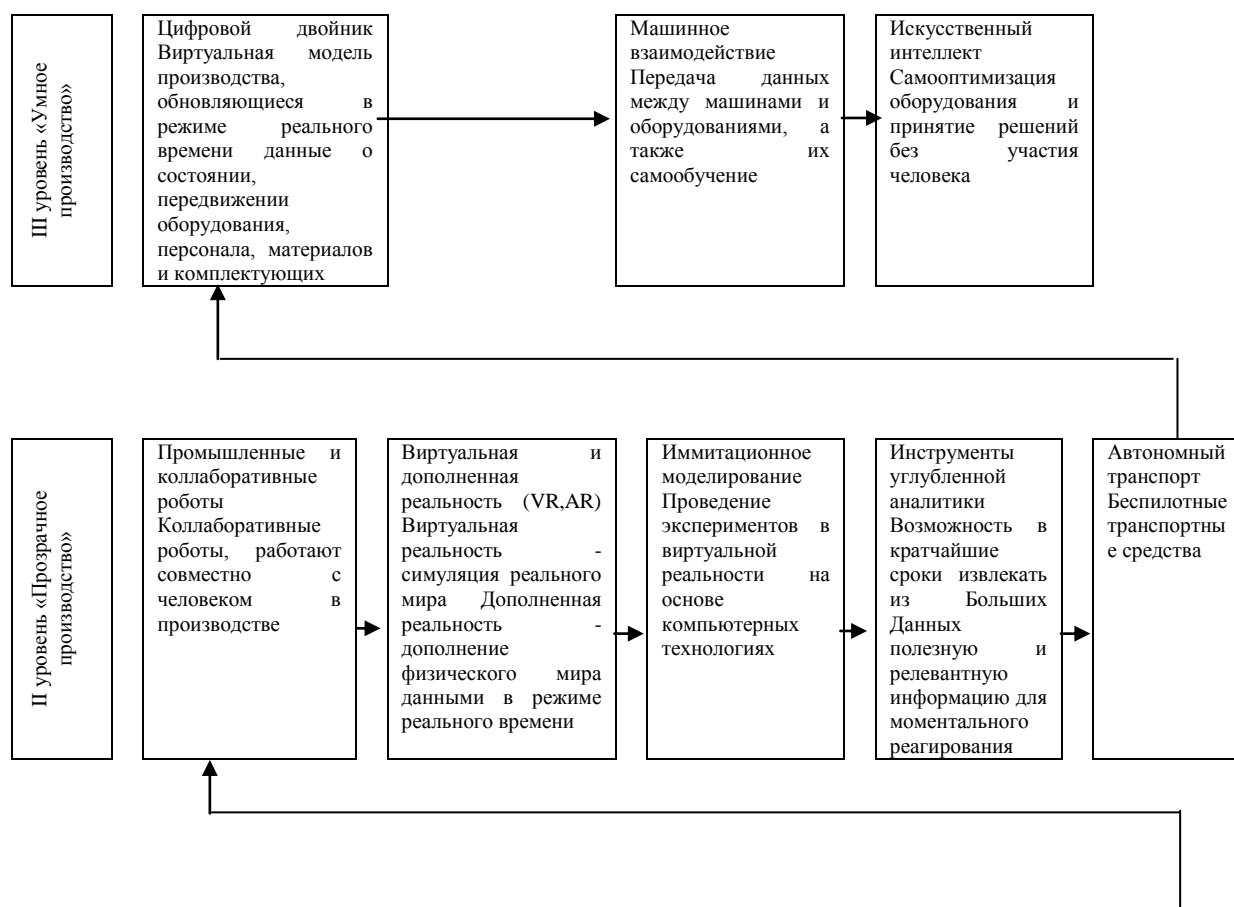 III уровень «Умное
производство»
Цифровой двойник
Виртуальная модель
производства,
обновляющиеся в
режиме реального
времени данные о
состоянии,
передвижении
оборудования,
персонала, материалов
и комплектующих
Машинное
взаимодействие
Передача данных
между машинами и
оборудованиями, а
также их
самообучение
Искусственный
интеллект
Самооптимизация
оборудования и
принятие решений
без участия
человека
II уровень «Прозрачное
производство»
Промышленные и
коллаборативные
роботы
Коллаборативные
роботы, работают
совместно с
человеком в
производстве
Виртуальная и
дополненная
реальность (VR,AR)
Виртуальная
реальность -
симуляция реального
мира Дополненная
реальность -
дополнение
физического мира
данными в режиме
реального времени
Иммитационное
моделирование
Проведение
экспериментов в
виртуальной
реальности на
основе
компьютерных
технологиях
Инструменты
углубленной
аналитики
Возможность в
кратчайшие
сроки извлекать
из Больших
Данных
полезную и
релевантную
информацию для
моментального
реагирования
Автономный
транспорт
Беспилотные
транспортны
е средства